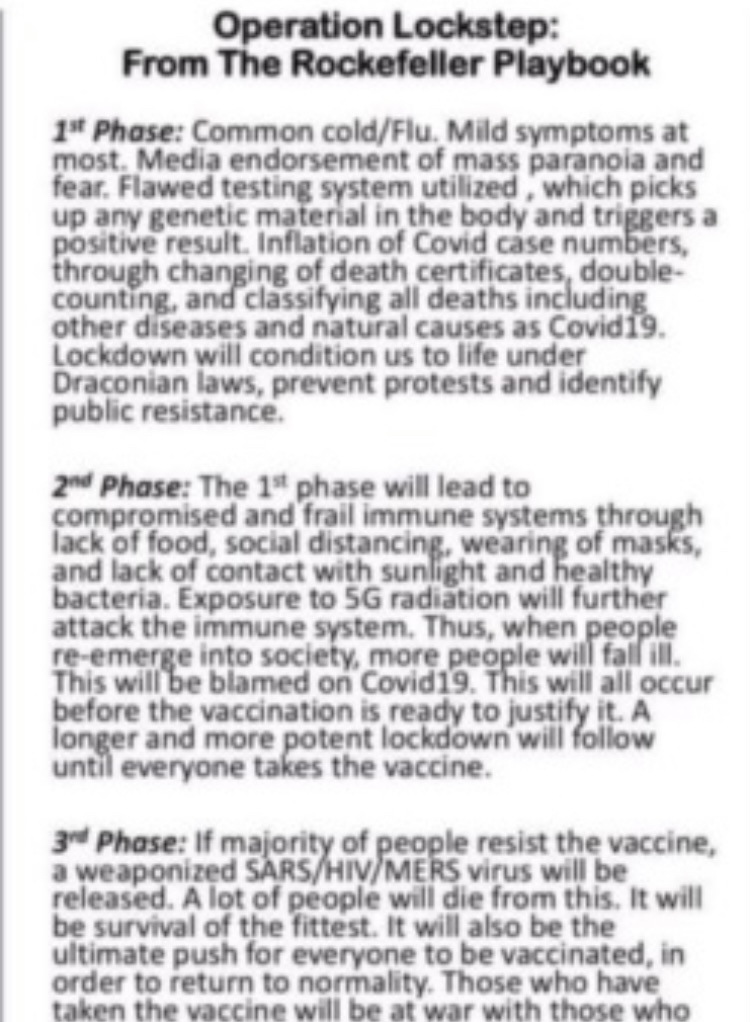 Operation Lockstep:
From The Rockefeller Playbook
1st Phase: Common cold/Flu. Mild symptoms at
most. Media endorsement of mass paranoia and
fear. Flawed testing system utilized , which picks
up any genetic material in the body and triggers a
positive result. Inflation of Covid case numbers,
through changing of death certificates, double-
counting, and classifying all deaths including
other diseases and natural causes as Covid19.
Lockdown will condition us to life under
Draconian laws, prevent protests and identify
public resistance.
2nd Phase: The 1st phase will lead to
compromised and frail immune systems through
lack of food, social distancing, wearing of masks,
and lack of contact with sunlight and healthy
bacteria. Exposure to 5G radiation will further
attack the immune system. Thus, when people
re-emerge into society, more people will fall ill.
This will be blamed on Covid19. This will all occur
before the vaccination is ready to justify it. A
longer and more potent lockdown will follow
until everyone takes the vaccine.
3rd Phase: If majority of people resist the vaccine,
a weaponized SARS/HIV/MERS virus will be
released. A lot of people will die from this. It will
be survival of the fittest. It will also be the
ultimate push for everyone to be vaccinated, in
order to return to normality. Those who have
taken the vaccine will be at war with those who